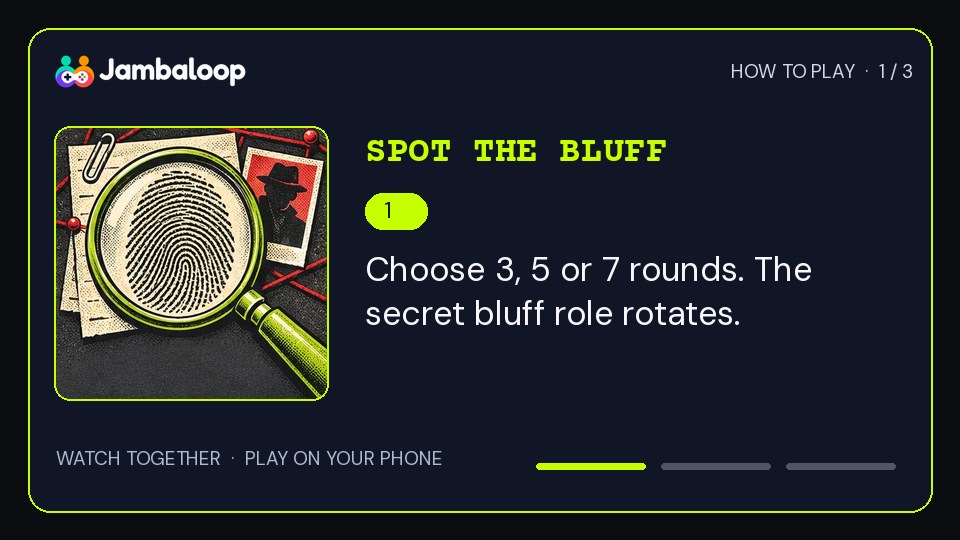 Jambaloop
HOW TO PLAY · 1 / 3
SPOT THE BLUFF
1
Choose 3, 5 or 7 rounds. The
secret bluff role rotates.
WATCH TOGETHER · PLAY ON YOUR PHONE